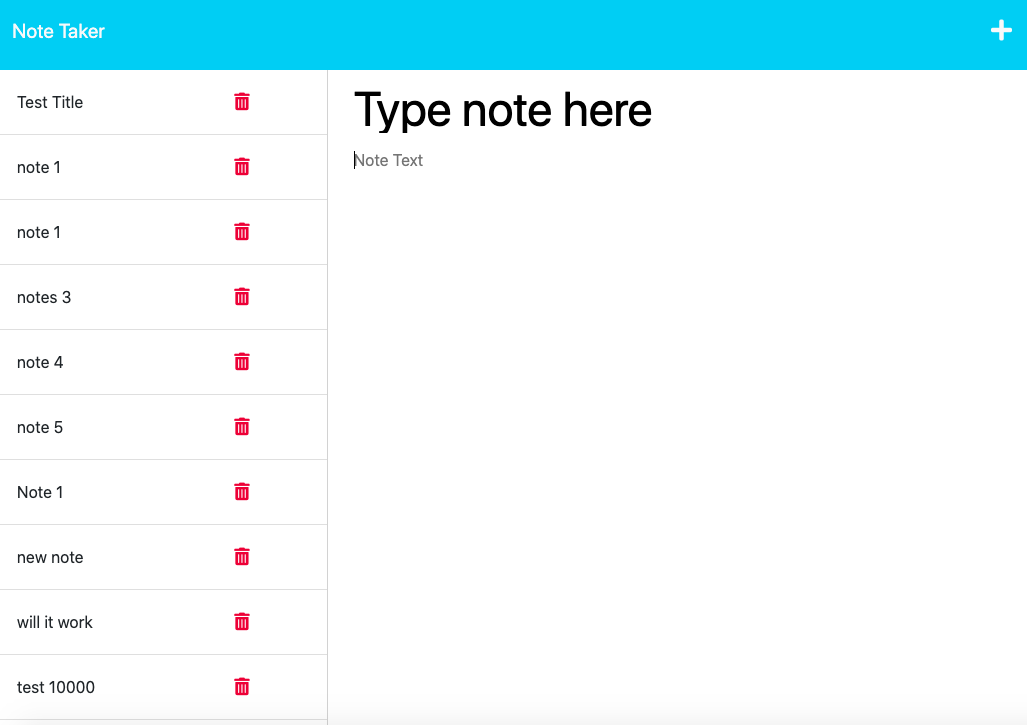 Note Taker
Test Title
note 1
note 1
notes 3
note 4
note 5
Note 1
new note
will it work
test 10000
Type note here
Note Text